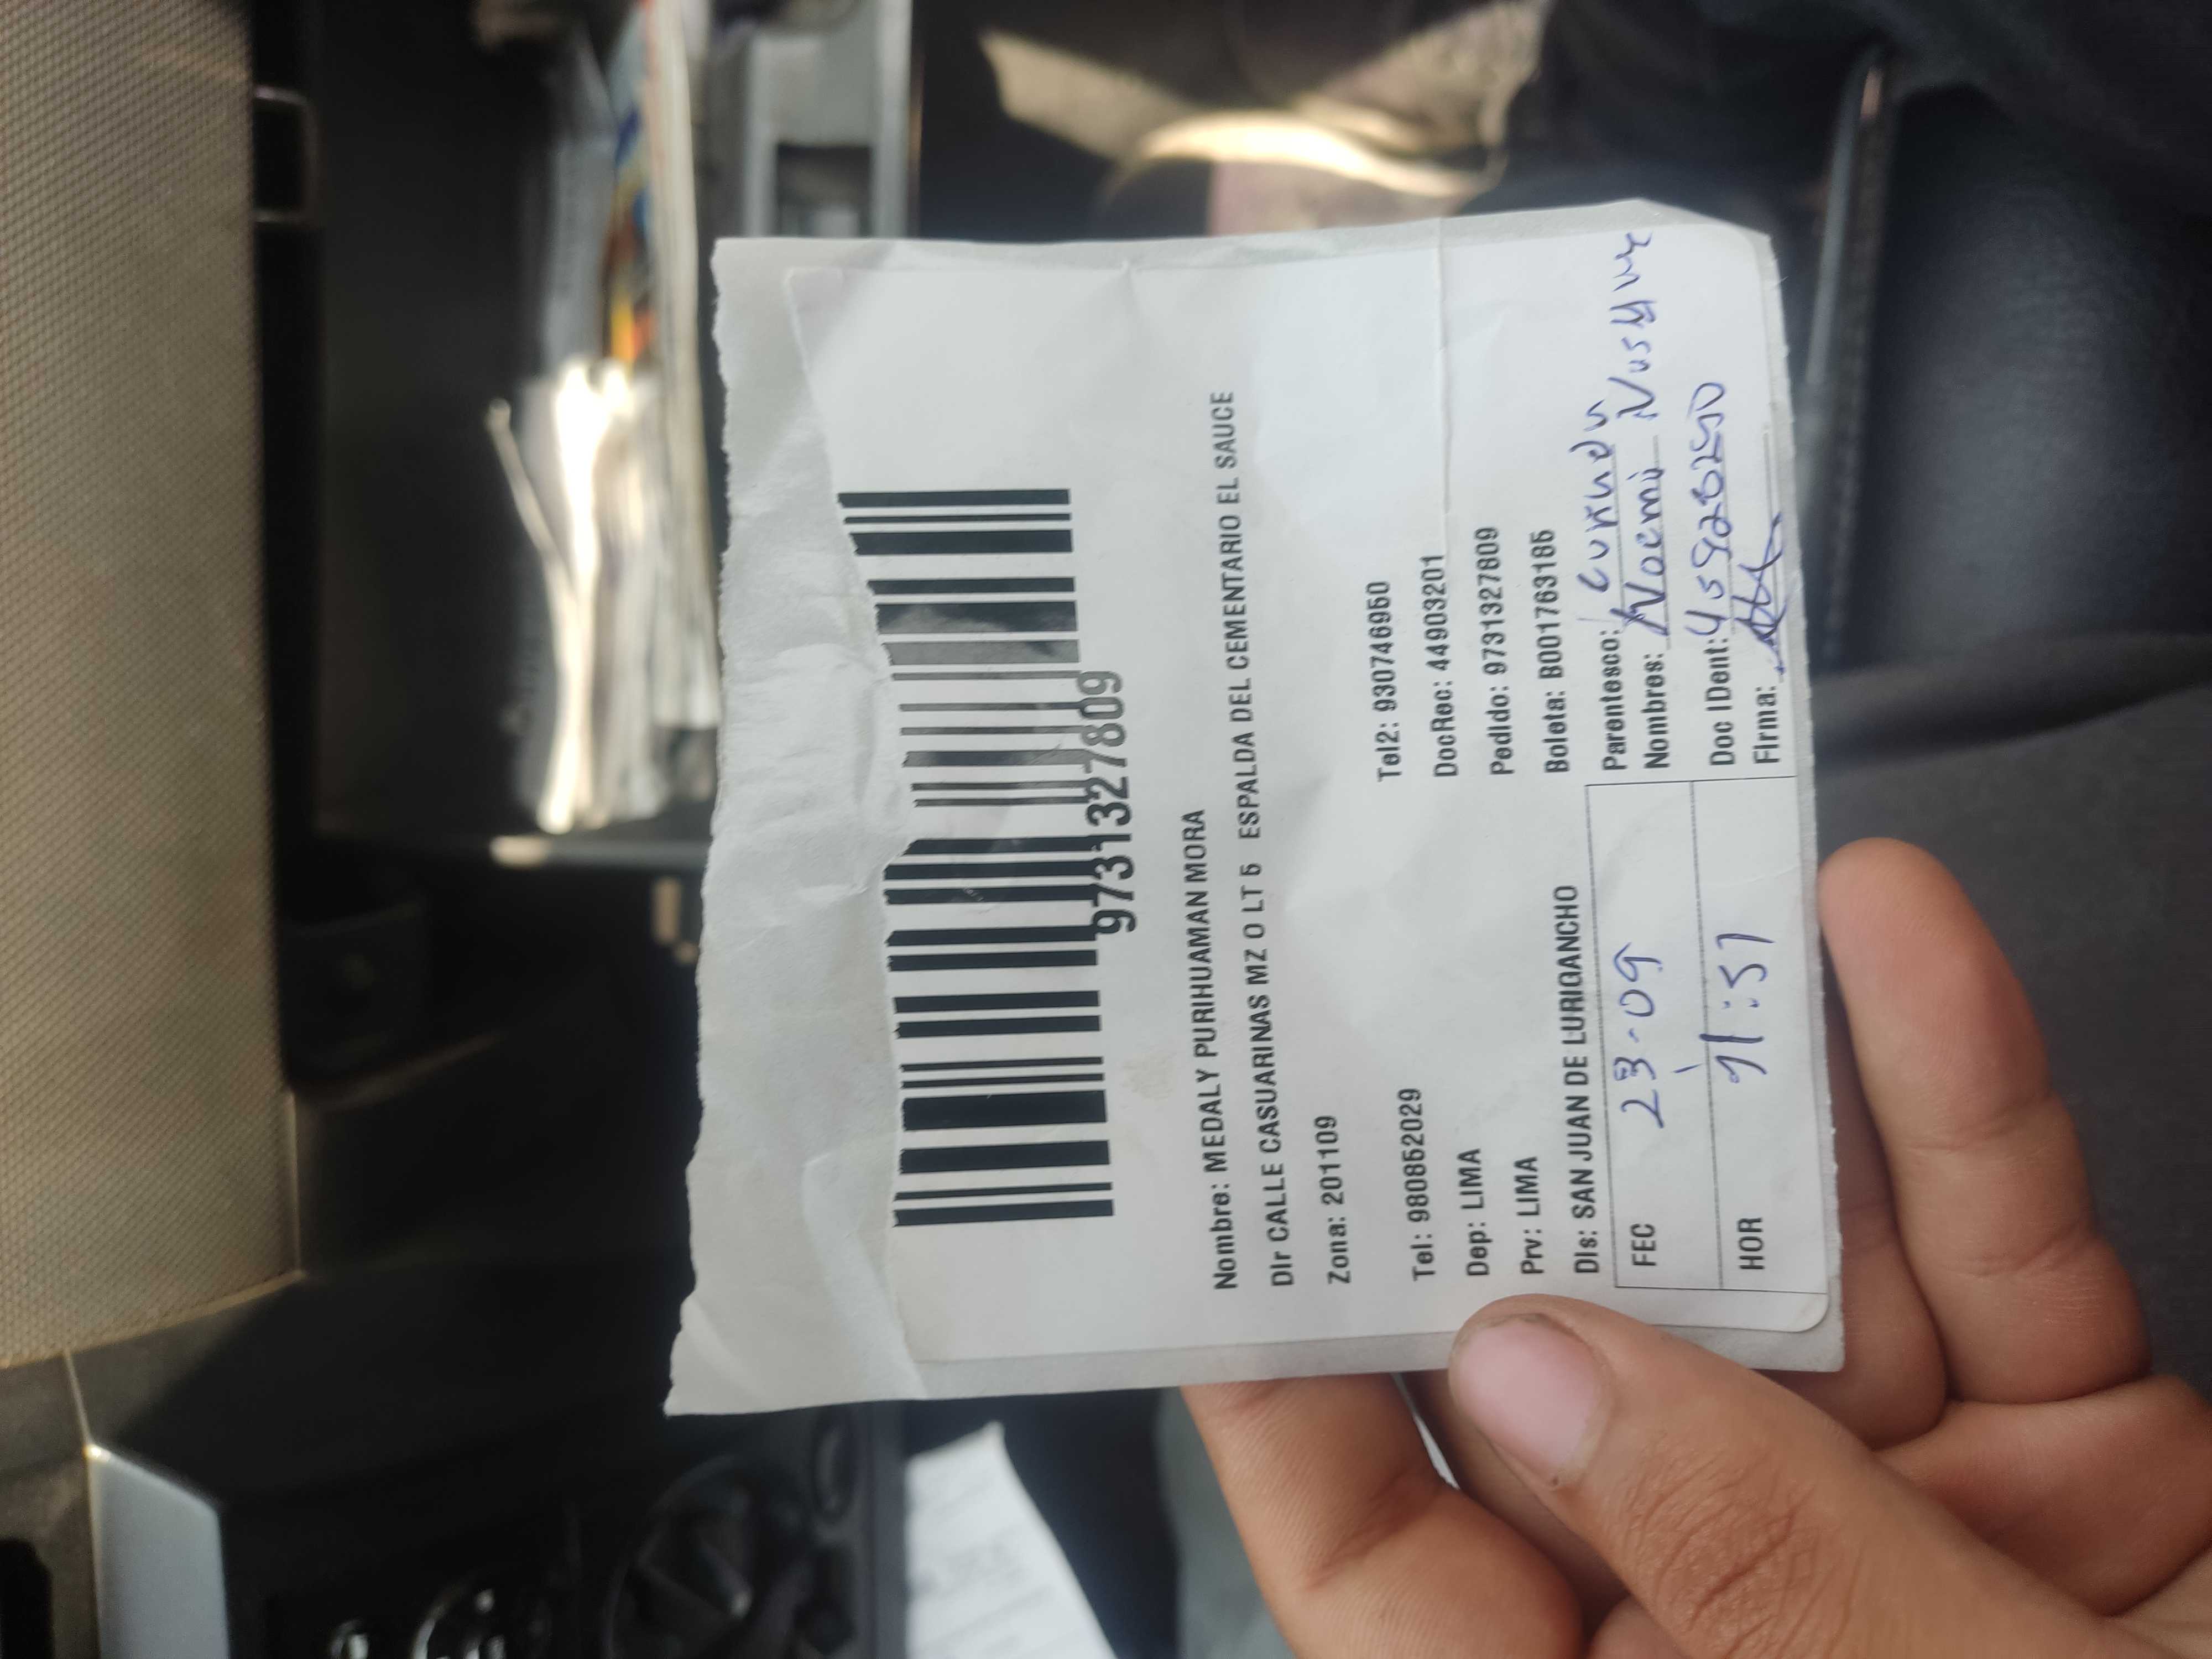 9731327809
Nombre: MEDALY PURIHUAMAN MORA
Dir CALLE CASUARINAS MZ O LT 5 ESPALDA DEL CEMENTARIO EL SAUCE
Zona: 201109
Tel: 980852029
Tel2: 930746950
Dep: LIMA
DocRec: 44903201
Prv: LIMA
Pedido: 9731327809
Dis: SAN JUAN DE LURIGANCHO
Boleta: B001763185
FEC 23-09
Parentesco: Cuñada
Nombres: Noemi
HOR 11:51
Doc IDent:
Firma: